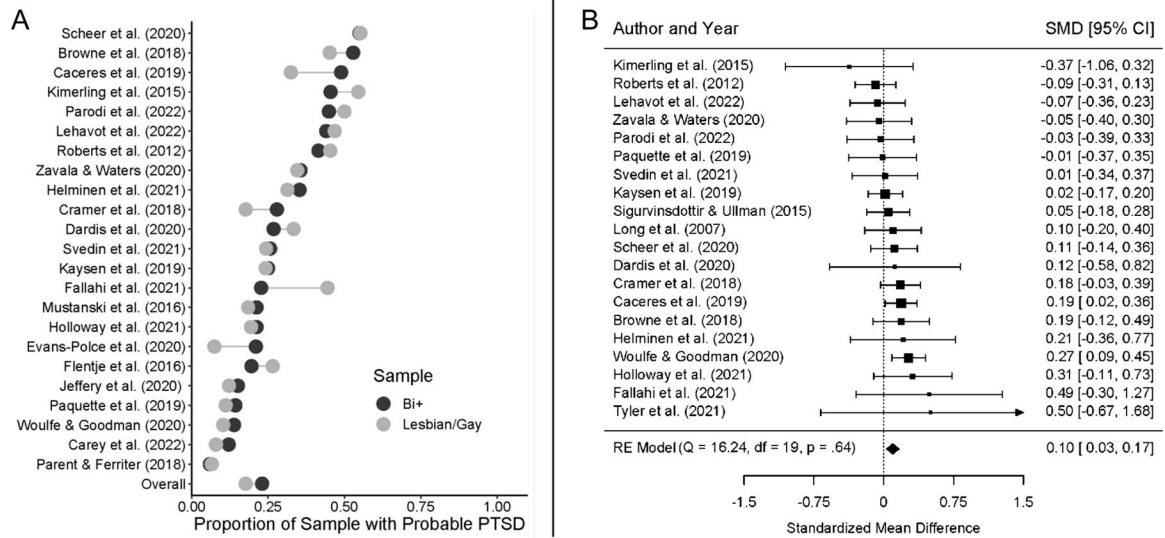 A
Scheer et al. (2020)
Browne et al. (2018)
Caceres et al. (2019)
Kimerling et al. (2015)
Parodi et al. (2022)
Lehavot et al. (2022)
Roberts et al. (2012)
Zavala & Waters (2020)
Helminen et al. (2021)
Cramer et al. (2018)
Dardis et al. (2020)
Svedin et al. (2021)
Kaysen et al. (2019)
Fallahi et al. (2021)
Mustanski et al. (2016)
Holloway et al. (2021)
Evans-Polce et al. (2020)
Flentje et al. (2016)
Jeffery et al. (2020)
Paquette et al. (2019)
Woulfe & Goodman (2020)
Carey et al. (2022)
Parent & Ferriter (2018)
Overall
Sample
Bi+
Lesbian/Gay
0.00 0.25 0.50 0.75 1.00
Proportion of Sample with Probable PTSD
B
Author and Year SMD [95% CI]
Kimerling et al. (2015) -0.37 [-1.06, 0.32]
Roberts et al. (2012) -0.09 [-0.31, 0.13]
Lehavot et al. (2022) -0.07 [-0.36, 0.23]
Zavala & Waters (2020) -0.05 [-0.40, 0.30]
Parodi et al. (2022) -0.03 [-0.39, 0.33]
Paquette et al. (2019) -0.01 [-0.37, 0.35]
Svedin et al. (2021) 0.01 [-0.34, 0.37]
Kaysen et al. (2019) 0.02 [-0.17, 0.20]
Sigurvinsdottir & Ullman (2015) 0.05 [-0.18, 0.28]
Long et al. (2007) 0.10 [-0.20, 0.40]
Scheer et al. (2020) 0.11 [-0.14, 0.36]
Dardis et al. (2020) 0.12 [-0.58, 0.82]
Cramer et al. (2018) 0.18 [-0.03, 0.39]
Caceres et al. (2019) 0.19 [ 0.02, 0.36]
Browne et al. (2018) 0.19 [-0.12, 0.49]
Helminen et al. (2021) 0.21 [-0.36, 0.77]
Woulfe & Goodman (2020) 0.27 [ 0.09, 0.45]
Holloway et al. (2021) 0.31 [-0.11, 0.73]
Fallahi et al. (2021) 0.49 [-0.30, 1.27]
Tyler et al. (2021) 0.50 [-0.67, 1.68]
RE Model (Q = 16.24, df = 19, p = .64) 0.10 [ 0.03, 0.17]
-1.5 -0.75 0 0.75 1.5
Standardized Mean Difference